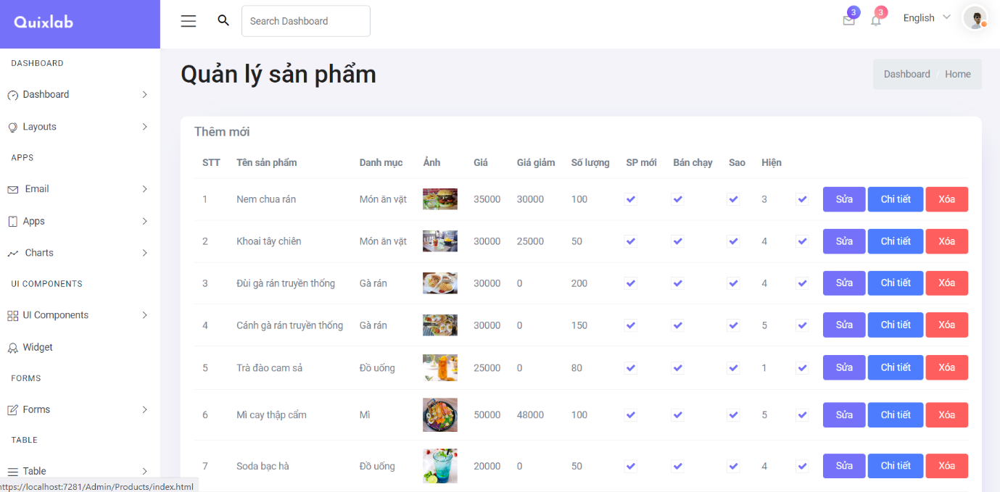 Quixlab
Search Dashboard
3
3
English
DASHBOARD
Dashboard
Layouts
APPS
Email
Apps
Charts
UI COMPONENTS
UI Components
Widget
FORMS
Forms
TABLE
Table
Quản lý sản phẩm
Dashboard / Home
Thêm mới
STT Tên sản phẩm Danh mục Ảnh Giá Giá giảm Số lượng SP mới Bán chạy Sao Hiện
1 Nem chua rán Món ăn vặt 35000 30000 100 3 Sửa Chi tiết Xóa
2 Khoai tây chiên Món ăn vặt 30000 25000 50 4 Sửa Chi tiết Xóa
3 Đùi gà rán truyền thống Gà rán 30000 0 200 4 Sửa Chi tiết Xóa
4 Cánh gà rán truyền thống Gà rán 30000 0 150 5 Sửa Chi tiết Xóa
5 Trà đào cam sả Đồ uống 25000 0 80 1 Sửa Chi tiết Xóa
6 Mì cay thập cẩm Mì 50000 48000 100 5 Sửa Chi tiết Xóa
7 Soda bạc hà Đồ uống 20000 0 50 4 Sửa Chi tiết Xóa
https://localhost:7281/Admin/Products/index.html